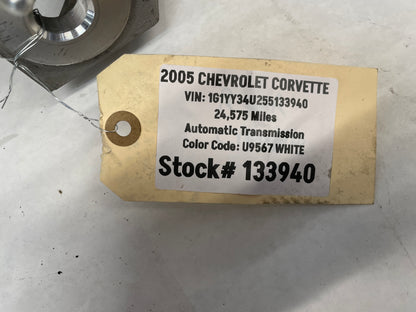 2005 CHEVROLET CORVETTE
VIN: 1G1YY34U255133940
24,575 Miles
Automatic Transmission
Color Code: U9567 WHITE
Stock# 133940